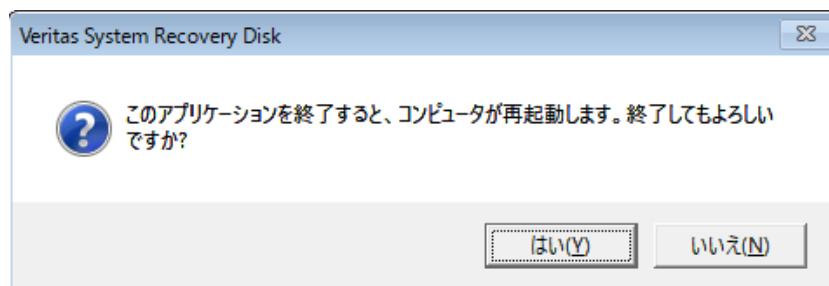 Veritas System Recovery Disk
このアプリケーションを終了すると、コンピュータが再起動します。終了してもよろしい
ですか?
はい(Y)
いいえ(N)